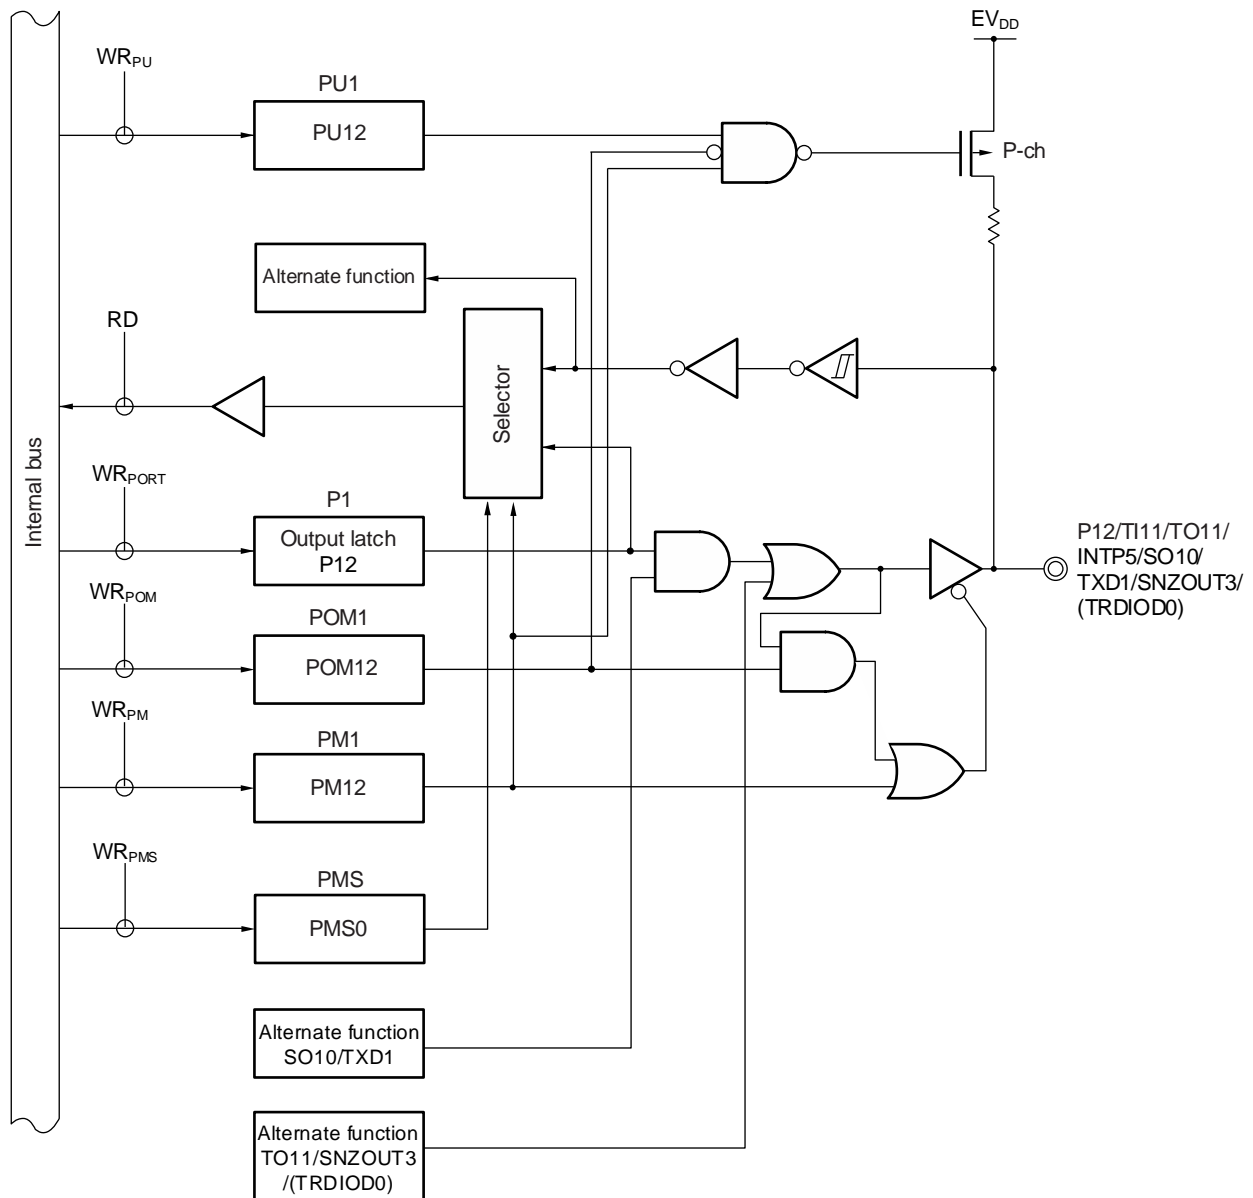 EVDD
WRPU
PU1
PU12
P-ch
Alternate function
RD
Selector
Internal bus
WRPORT
P1
Output latch
P12
P12/TI11/TO11/
INTP5/SO10/
TXD1/SNZOUT3/
(TRDIOD0)
WRPOM
POM1
POM12
WRPM
PM1
PM12
WRPMS
PMS
PMS0
Alternate function
SO10/TXD1
Alternate function
TO11/SNZOUT3
/(TRDIOD0)